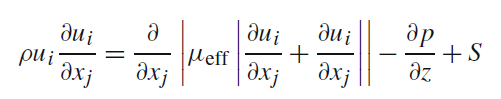 ρu_i ∂u_i/∂x_j = ∂/∂x_j |μ_eff |∂u_i/∂x_j + ∂u_i/∂x_j|| − ∂p/∂z + S